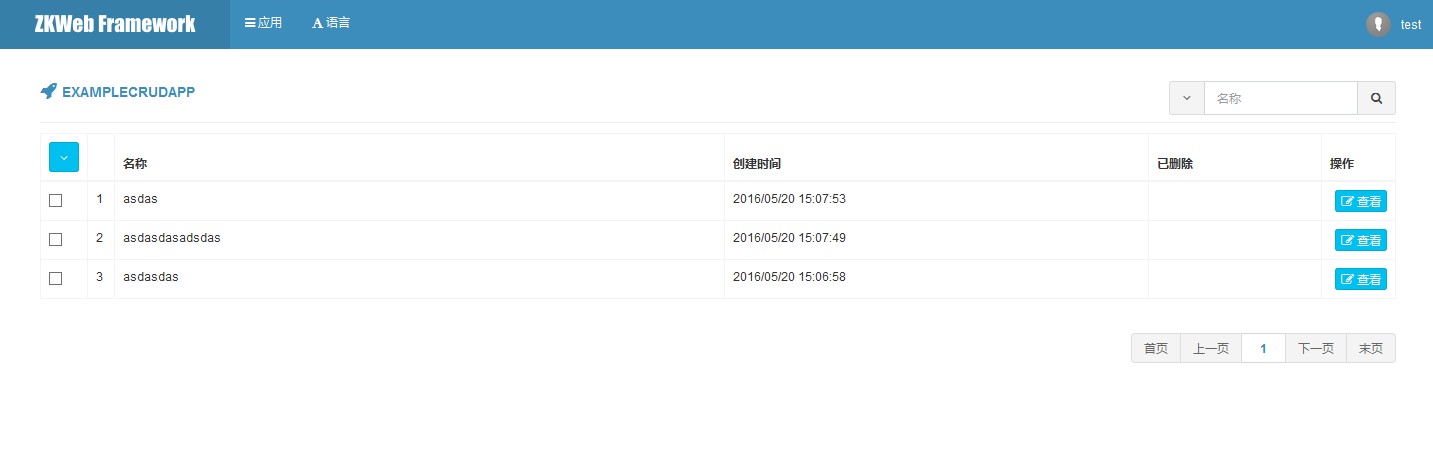 ZKWeb Framework 应用 语言 test
EXAMPLECRUDAPP 名称
名称 创建时间 已删除 操作
1 asdas 2016/05/20 15:07:53 查看
2 asdasdasadsdas 2016/05/20 15:07:49 查看
3 asdasdas 2016/05/20 15:06:58 查看
首页 上一页 1 下一页 末页